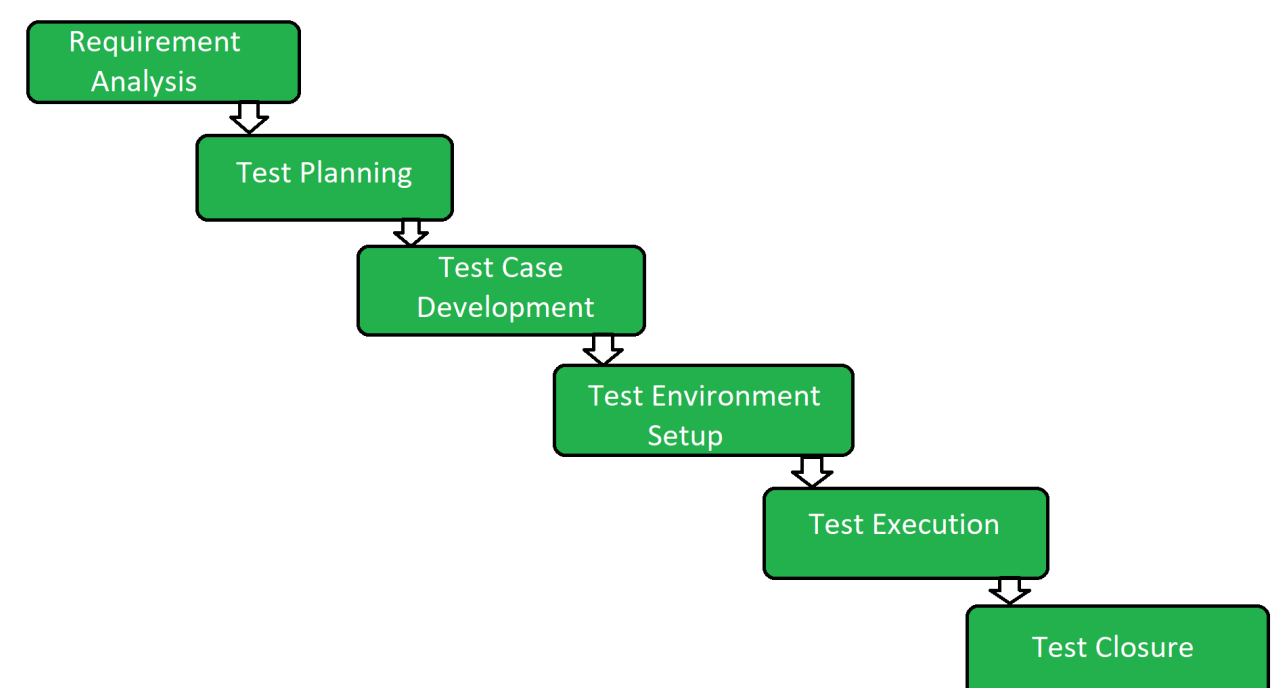 Requirement
Analysis
Test Planning
Test Case
Development
Test Environment
Setup
Test Execution
Test Closure